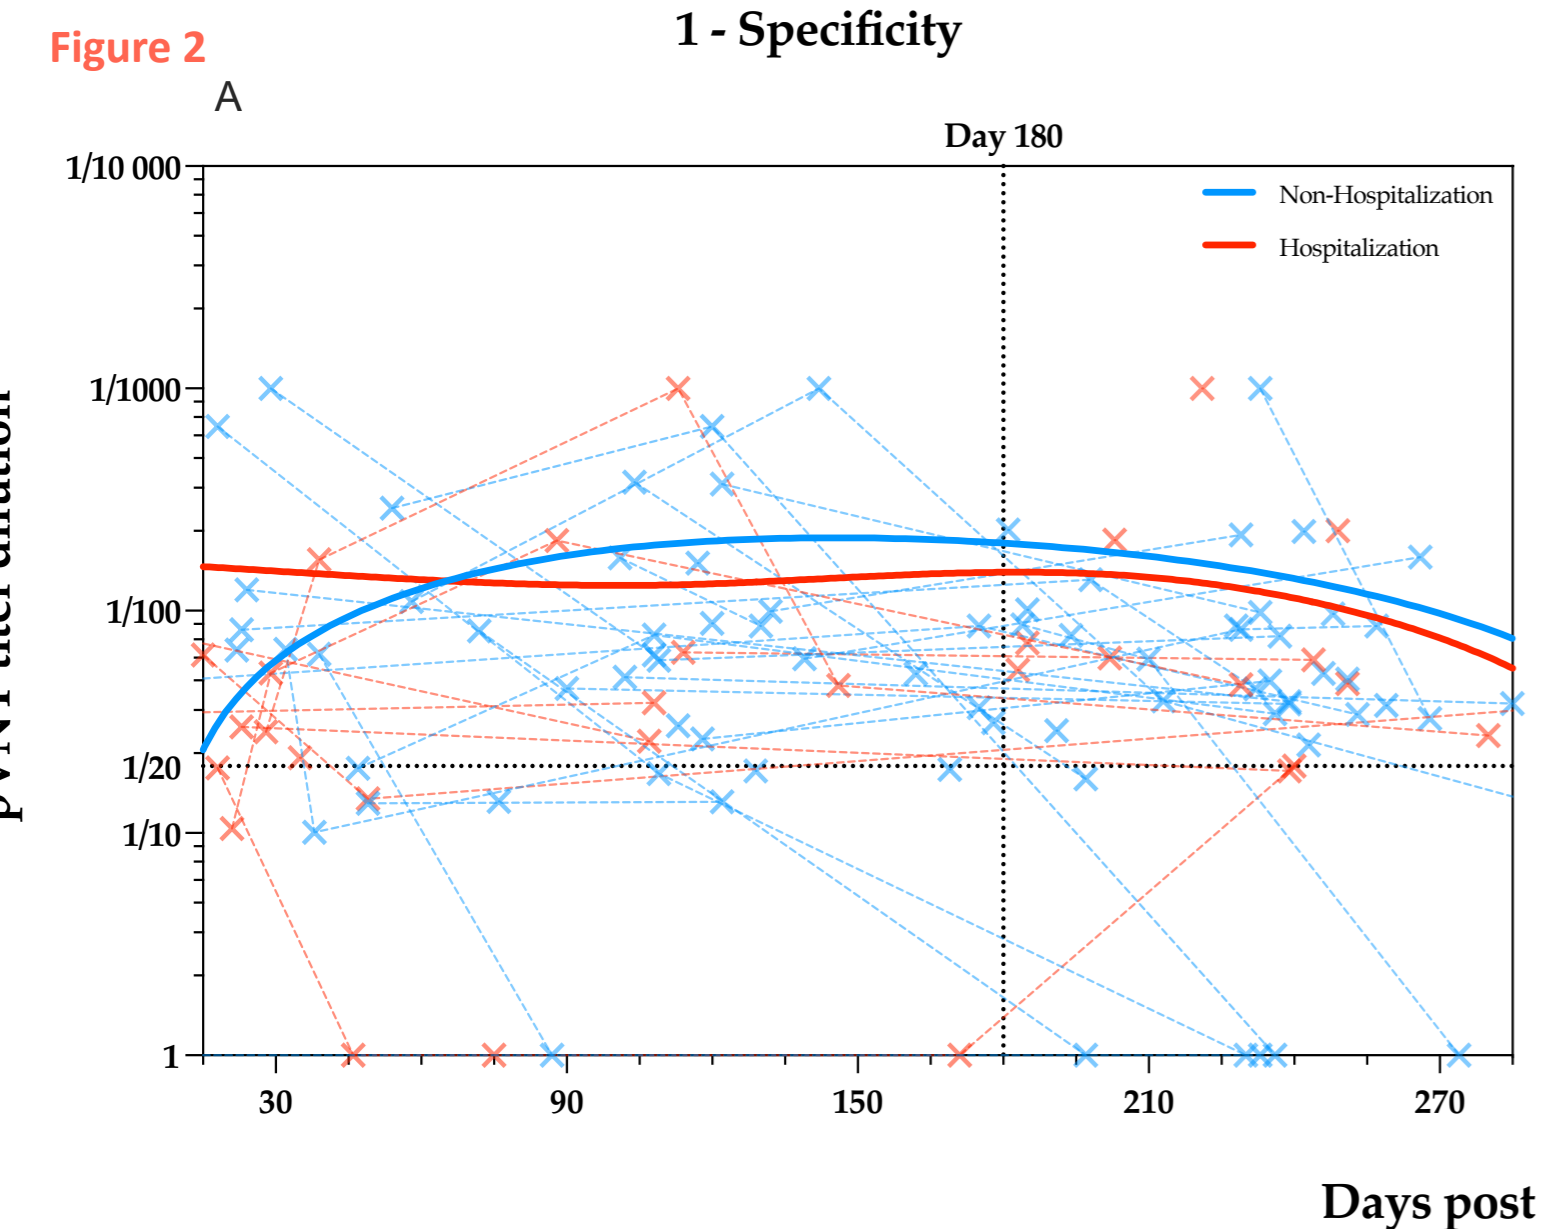 1 - Specificity
Figure 2
A
Day 180
1/10 000
Non-Hospitalization
Hospitalization
1/1000
1/100
1/20
1/10
1
30 90 150 210 270
Days post